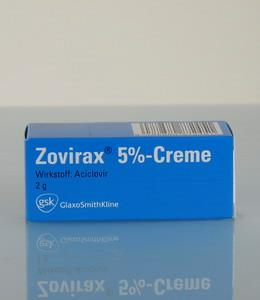 Zovirax® 5%-Creme
Wirkstoff: Aciclovir
2 g
gsk GlaxoSmithKline